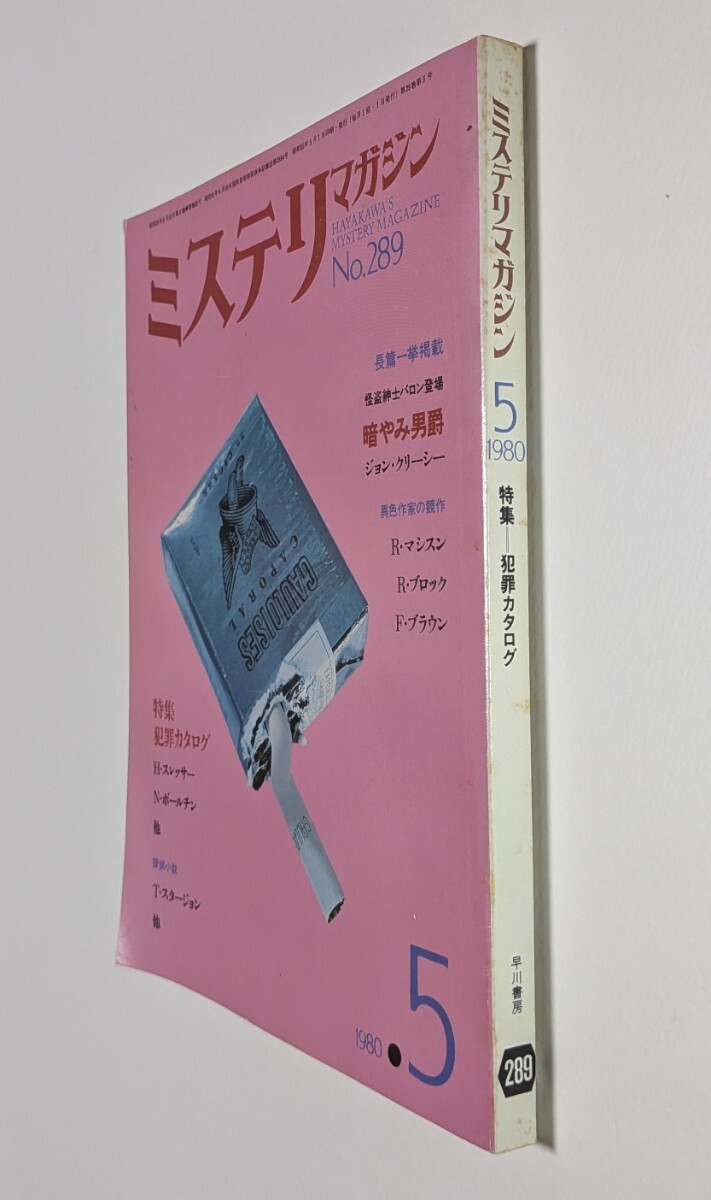 ミステリマガジン
HAYAKAWA'S
MYSTERY MAGAZINE
No.289
長篇一挙掲載
怪盗紳士バロン登場
暗やみ男爵
ジョン・クリーシー
異色作家の競作
R・マシスン
R・ブロック
F・ブラウン
GAULOISES
CAPORAL
特集
犯罪カタログ
H・スレッサー
N・ボールチン
他
探偵小説
T・スタージョン
他
1980●5
ミステリマガジン
5
1980
特集=犯罪カタログ
早川書房
289